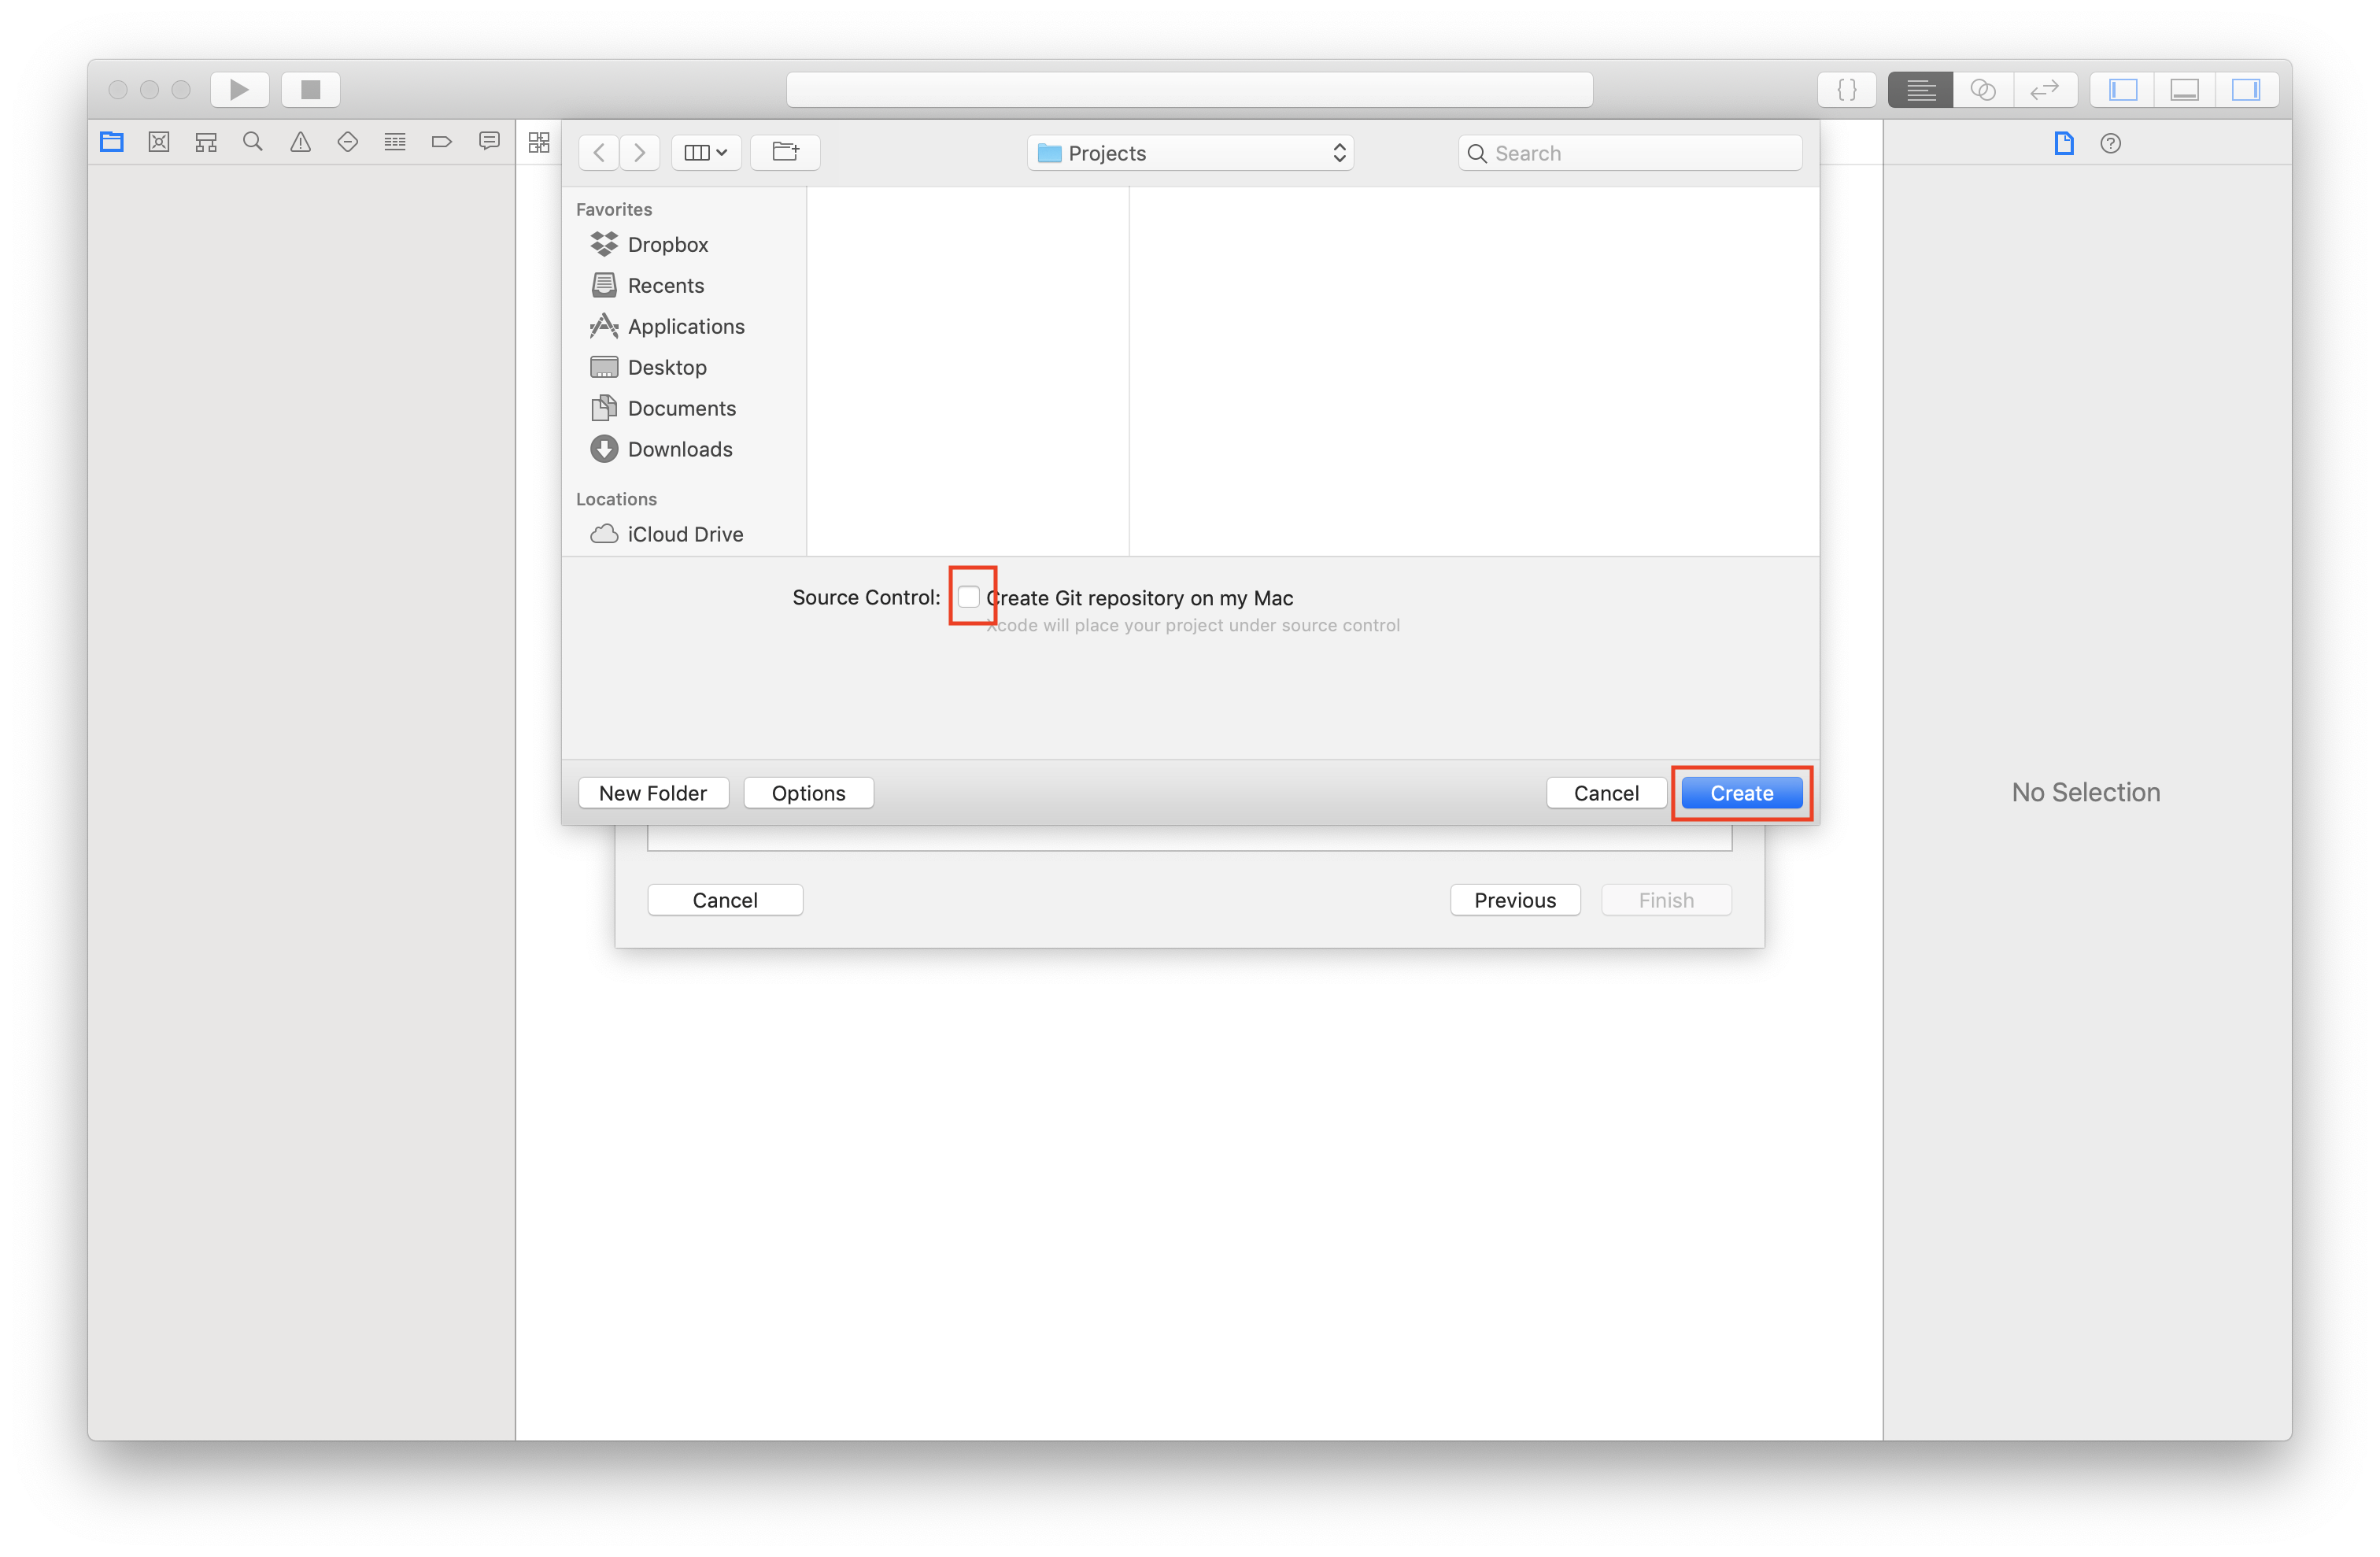 Projects
Search
Favorites
Dropbox
Recents
Applications
Desktop
Documents
Downloads
Locations
iCloud Drive
Source Control: Create Git repository on my Mac
Xcode will place your project under source control
New Folder Options Cancel Create
No Selection
Cancel Previous Finish